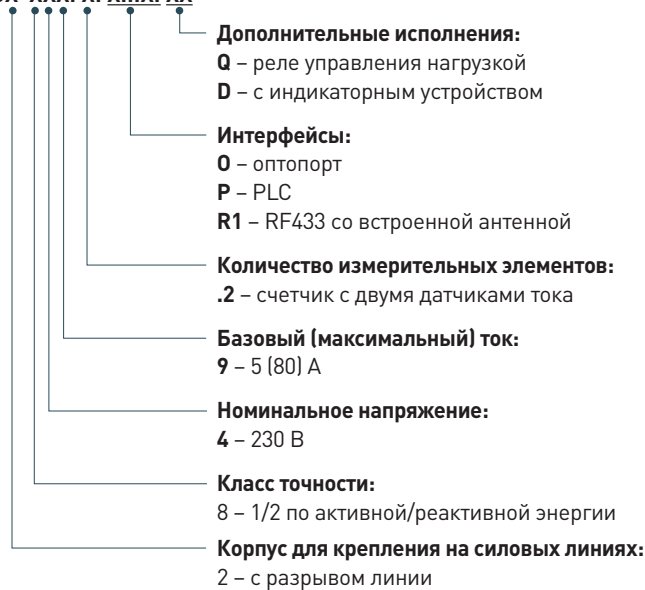 Дополнительные исполнения:
Q – реле управления нагрузкой
D – с индикаторным устройством
Интерфейсы:
O – оптопорт
P – PLC
R1 – RF433 со встроенной антенной
Количество измерительных элементов:
.2 – счетчик с двумя датчиками тока
Базовый (максимальный) ток:
9 – 5 (80) А
Номинальное напряжение:
4 – 230 В
Класс точности:
8 – 1/2 по активной/реактивной энергии
Корпус для крепления на силовых линиях:
2 – с разрывом линии